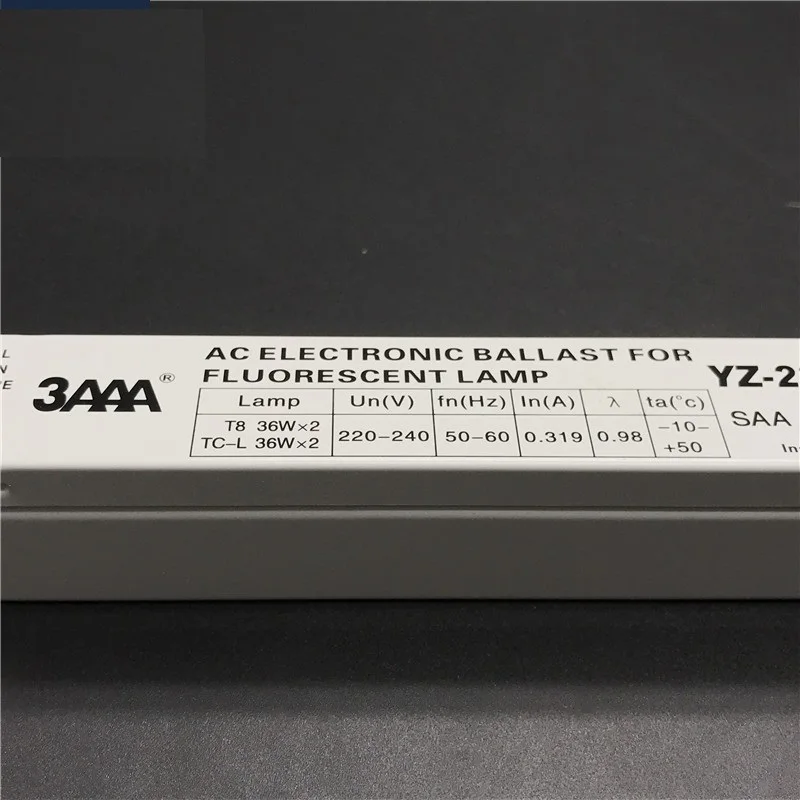 3AAA®
AC ELECTRONIC BALLAST FOR
FLUORESCENT LAMP
Lamp Un(V) fn(Hz) In(A) λ ta(°c)
T8 36W×2
TC-L 36W×2
220-240 50-60 0.319 0.98
-10-
+50
YZ-2
SAA